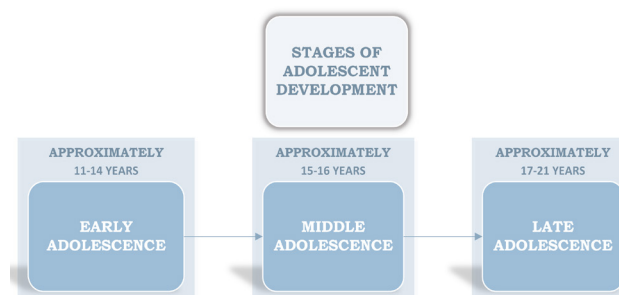 STAGES OF
ADOLESCENT
DEVELOPMENT
APPROXIMATELY
11-14 YEARS
EARLY
ADOLESCENCE
APPROXIMATELY
15-16 YEARS
MIDDLE
ADOLESCENCE
APPROXIMATELY
17-21 YEARS
LATE
ADOLESCENCE